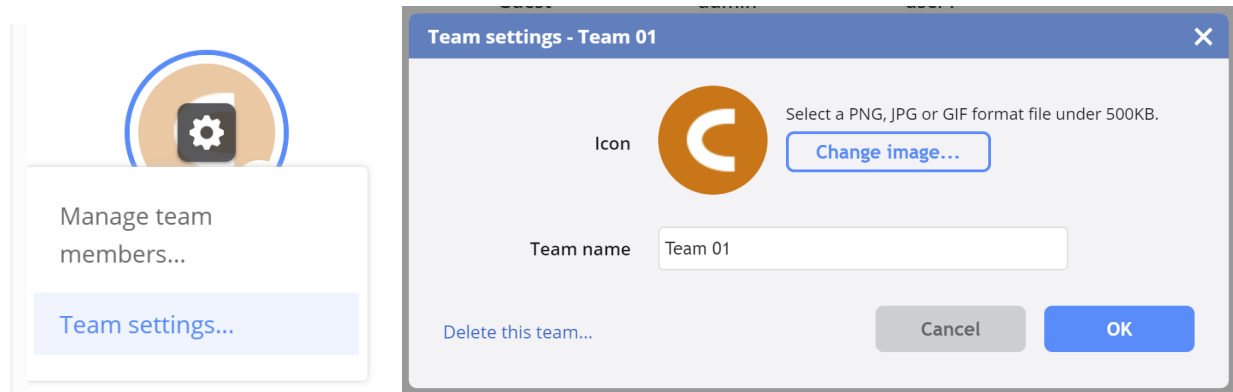 Manage team
members...
Team settings...
admin
Team settings - Team 01
Icon
Select a PNG, JPG or GIF format file under 500KB.
Change image...
Team name
Team 01
Delete this team...
Cancel
OK